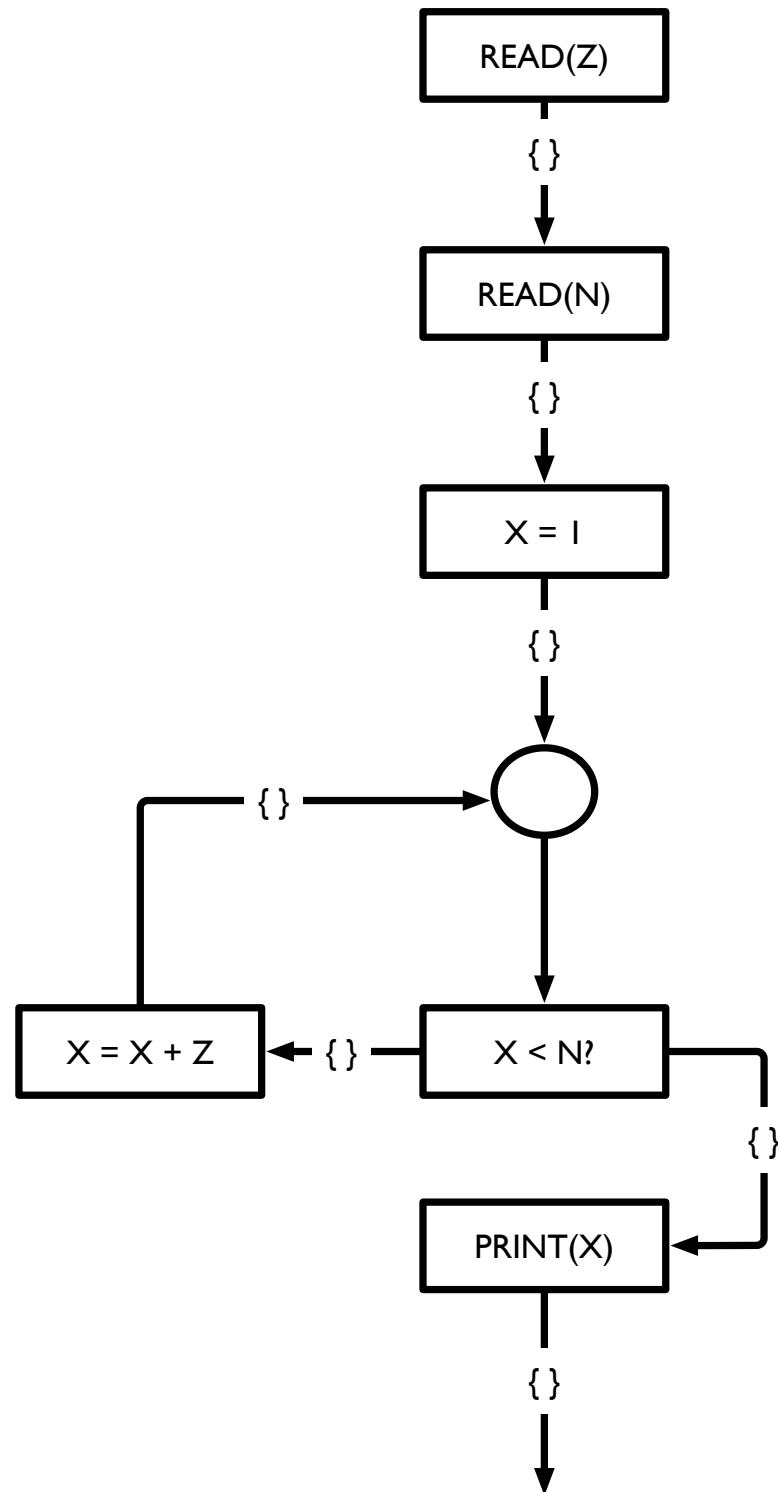 READ(Z)
{ }
READ(N)
{ }
X = 1
{ }
{ }
X = X + Z
{ }
X < N?
{ }
PRINT(X)
{ }